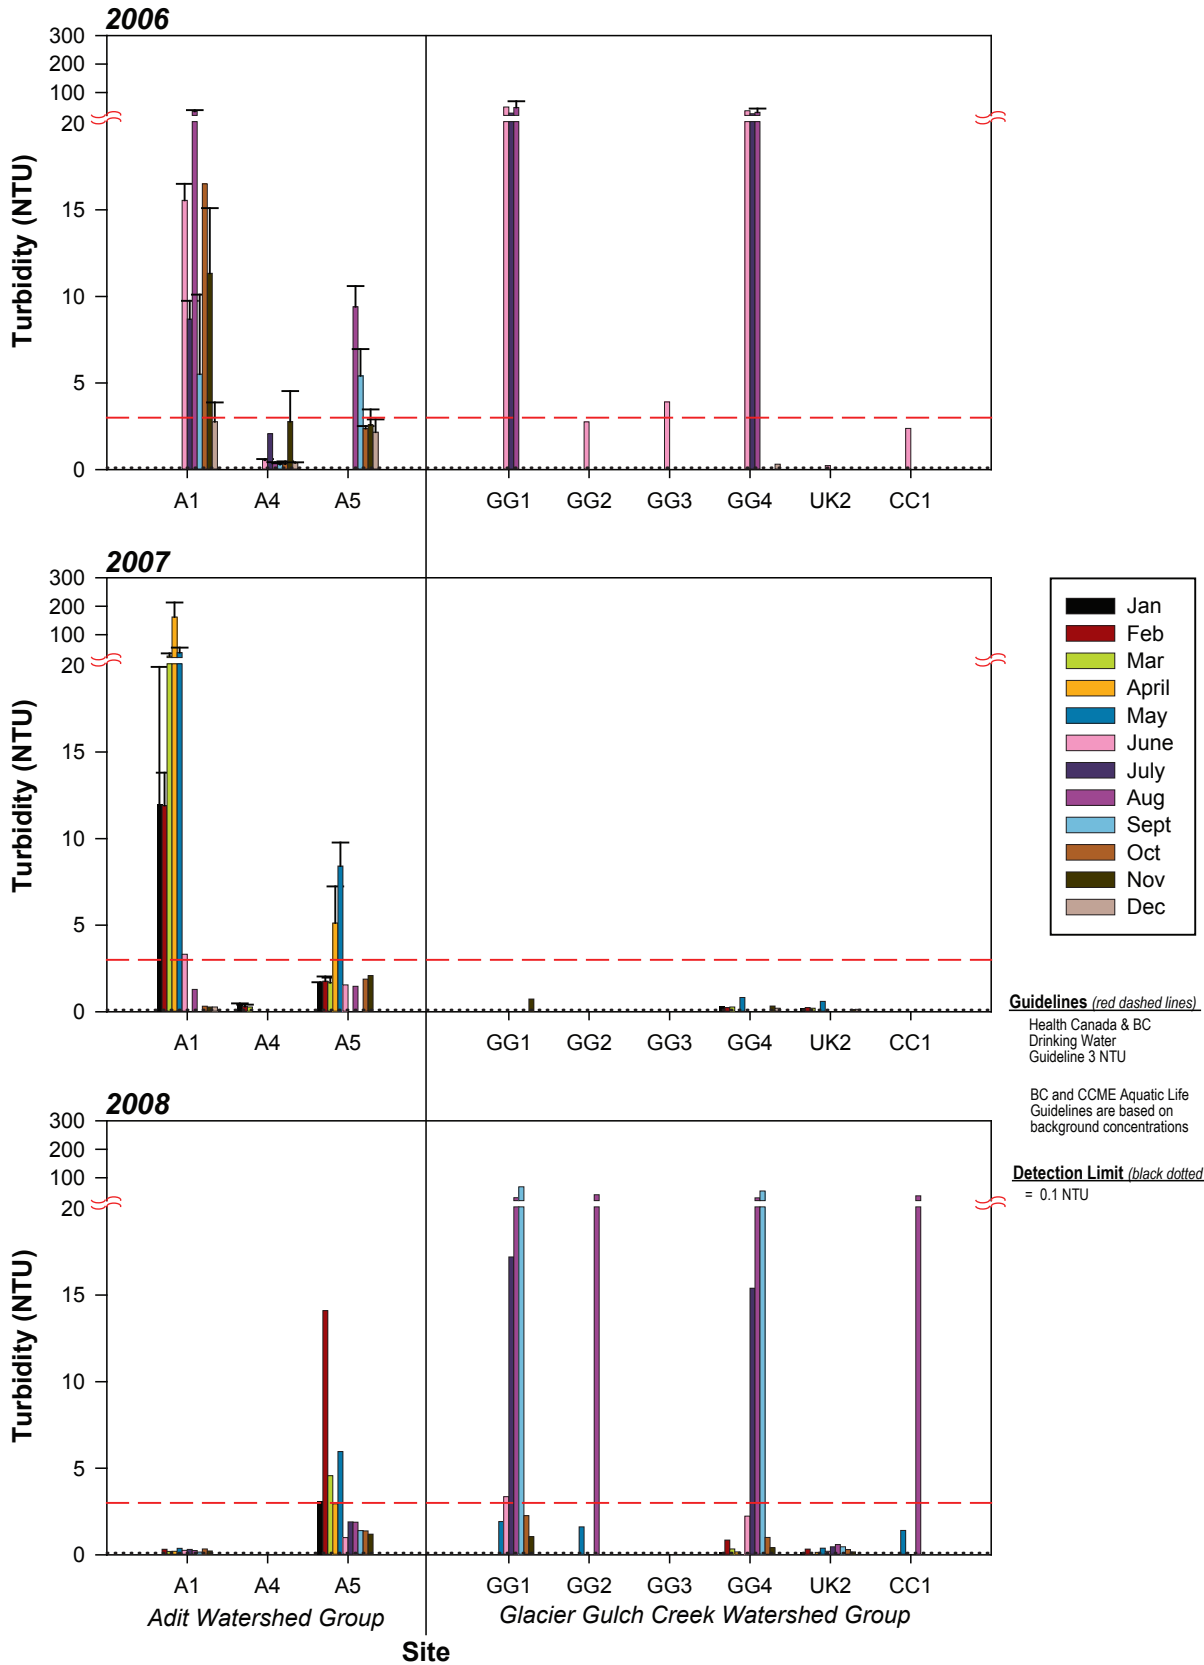 2006
300
200
100
20
15
10
5
0
Turbidity (NTU)
A1 A4 A5 GG1 GG2 GG3 GG4 UK2 CC1
2007
300
200
100
20
15
10
5
0
Turbidity (NTU)
A1 A4 A5 GG1 GG2 GG3 GG4 UK2 CC1
Jan
Feb
Mar
April
May
June
July
Aug
Sept
Oct
Nov
Dec
Guidelines (red dashed lines)
Health Canada & BC
Drinking Water
Guideline 3 NTU
BC and CCME Aquatic Life
Guidelines are based on
background concentrations
Detection Limit (black dotted
= 0.1 NTU
2008
300
200
100
20
15
10
5
0
Turbidity (NTU)
A1 A4 A5 GG1 GG2 GG3 GG4 UK2 CC1
Adit Watershed Group Glacier Gulch Creek Watershed Group
Site